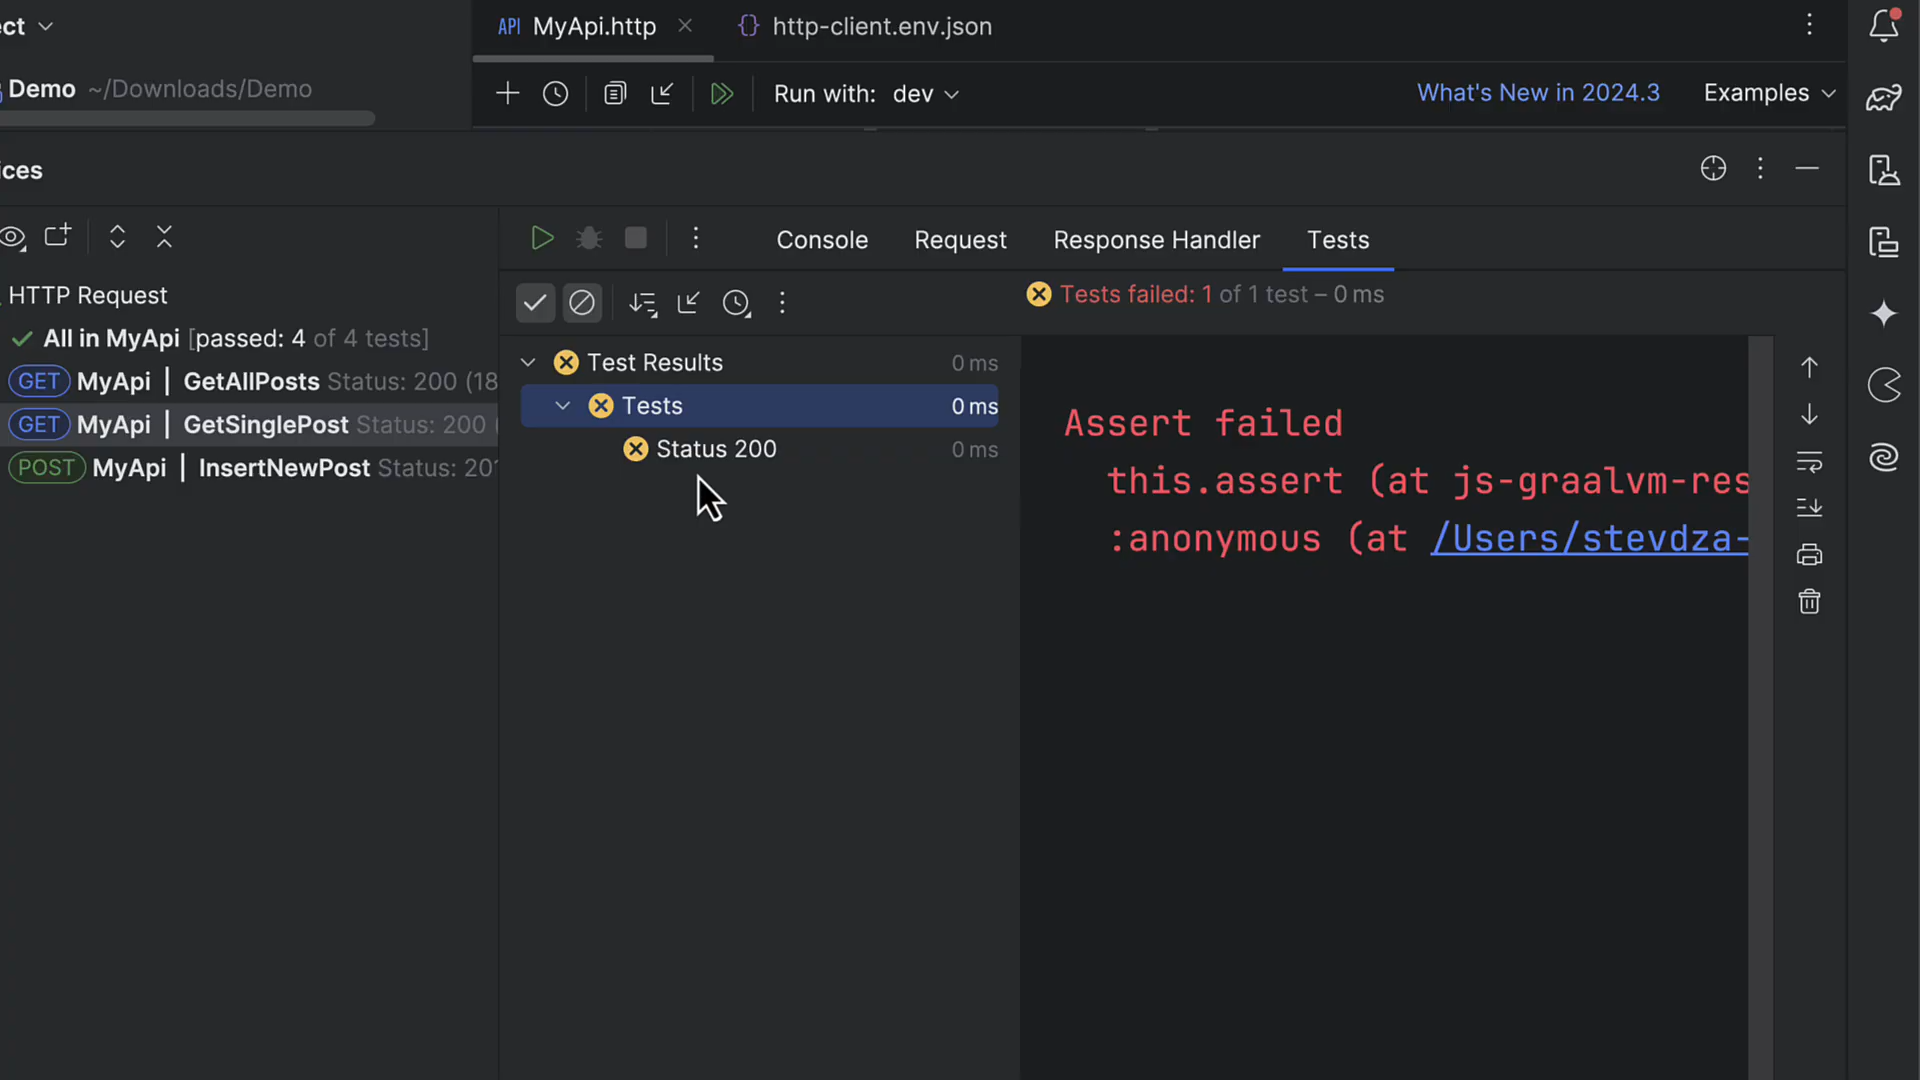 ct
API MyApi.http
{} http-client.env.json
Demo ~/Downloads/Demo
Run with: dev
What's New in 2024.3
Examples
ices
Console
Request
Response Handler
Tests
HTTP Request
All in MyApi [passed: 4 of 4 tests]
GET MyApi | GetAllPosts Status: 200 (18
GET MyApi | GetSinglePost Status: 200 (
POST MyApi | InsertNewPost Status: 201
Tests failed: 1 of 1 test – 0 ms
Test Results 0 ms
Tests 0 ms
Status 200 0 ms
Assert failed
this.assert (at js-graalvm-res
:anonymous (at /Users/stevdza-